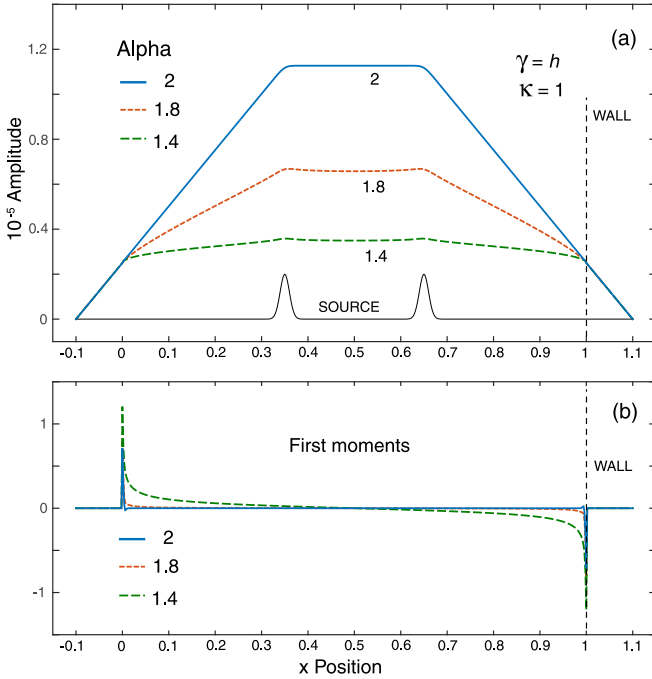 (a)
Alpha
2
1.8
1.4
γ = h
κ = 1
WALL
2
1.8
1.4
SOURCE
10⁻⁵ Amplitude
1.2
0.8
0.4
0
-0.1 0 0.1 0.2 0.3 0.4 0.5 0.6 0.7 0.8 0.9 1 1.1
(b)
First moments
WALL
2
1.8
1.4
1
0
-1
-0.1 0 0.1 0.2 0.3 0.4 0.5 0.6 0.7 0.8 0.9 1 1.1
x Position